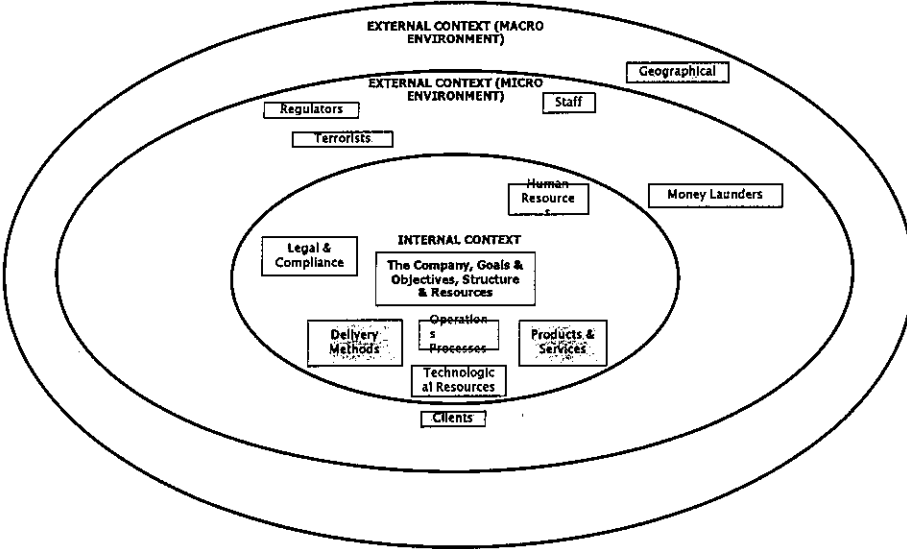 EXTERNAL CONTEXT (MACRO
ENVIRONMENT)
Geographical
EXTERNAL CONTEXT (MICRO
ENVIRONMENT)
Staff
Regulators
Terrorists
Human
Resource
s
Money Launders
INTERNAL CONTEXT
Legal &
Compliance
The Company, Goals &
Objectives, Structure
& Resources
Operation
s
Processes
Delivery
Methods
Products &
Services
Technologic
al Resources
Clients